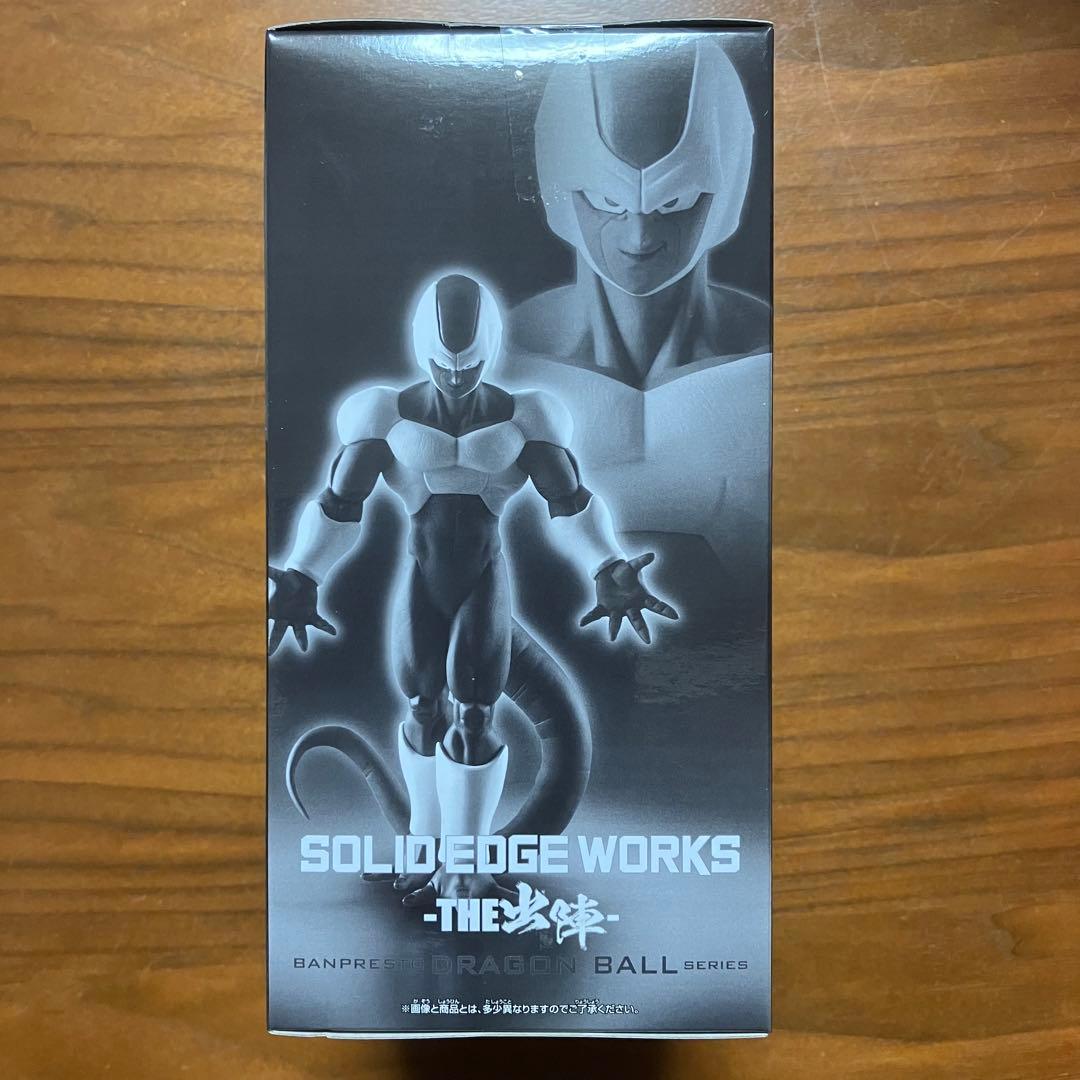 SOLID EDGE WORKS
-THE出陣-
BANPRESTO DRAGON BALL SERIES
※画像と商品とは、多少異なりますのでご了承ください。